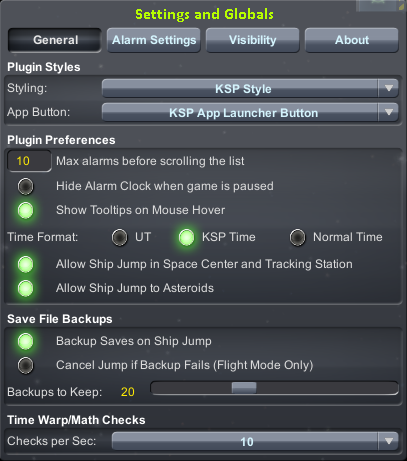 Settings and Globals
General Alarm Settings Visibility About
Plugin Styles
Styling: KSP Style
App Button: KSP App Launcher Button
Plugin Preferences
10 Max alarms before scrolling the list
Hide Alarm Clock when game is paused
Show Tooltips on Mouse Hover
Time Format: UT KSP Time Normal Time
Allow Ship Jump in Space Center and Tracking Station
Allow Ship Jump to Asteroids
Save File Backups
Backup Saves on Ship Jump
Cancel Jump if Backup Fails (Flight Mode Only)
Backups to Keep: 20
Time Warp/Math Checks
Checks per Sec: 10